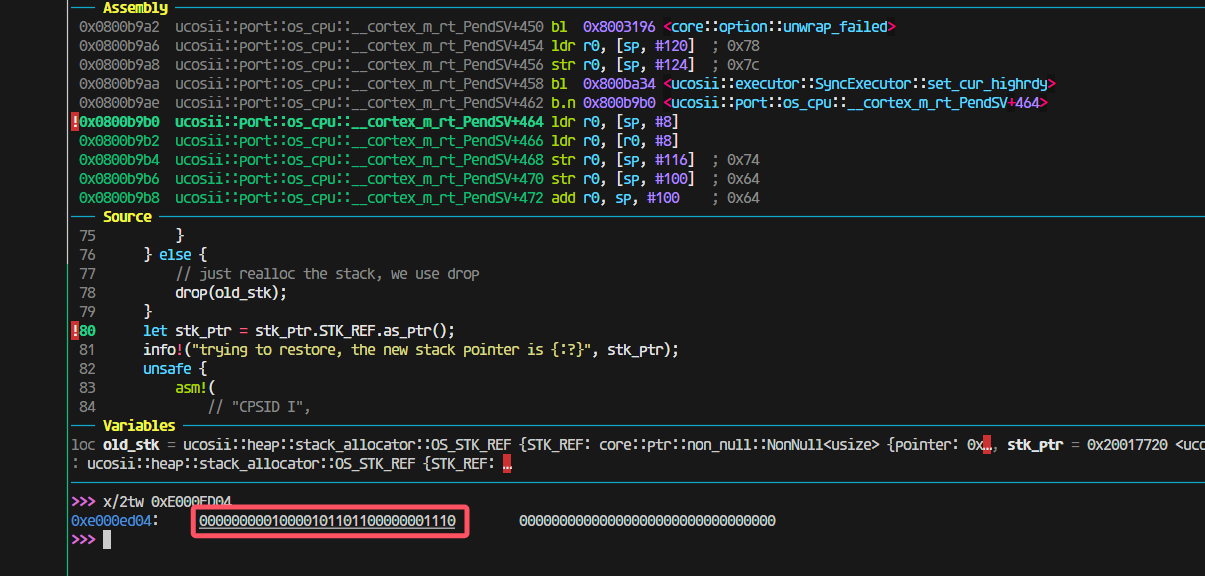 Assembly
0x0800b9a2 ucosii::port::os_cpu::__cortex_m_rt_PendSV+450 bl 0x8003196 <core::option::unwrap_failed>
0x0800b9a6 ucosii::port::os_cpu::__cortex_m_rt_PendSV+454 ldr r0, [sp, #120] ; 0x78
0x0800b9a8 ucosii::port::os_cpu::__cortex_m_rt_PendSV+456 str r0, [sp, #124] ; 0x7c
0x0800b9aa ucosii::port::os_cpu::__cortex_m_rt_PendSV+458 bl 0x800ba34 <ucosii::executor::SyncExecutor::set_cur_highrdy>
0x0800b9ae ucosii::port::os_cpu::__cortex_m_rt_PendSV+462 b.n 0x800b9b0 <ucosii::port::os_cpu::__cortex_m_rt_PendSV+464>
!0x0800b9b0 ucosii::port::os_cpu::__cortex_m_rt_PendSV+464 ldr r0, [sp, #8]
0x0800b9b2 ucosii::port::os_cpu::__cortex_m_rt_PendSV+466 ldr r0, [r0, #8]
0x0800b9b4 ucosii::port::os_cpu::__cortex_m_rt_PendSV+468 str r0, [sp, #116] ; 0x74
0x0800b9b6 ucosii::port::os_cpu::__cortex_m_rt_PendSV+470 str r0, [sp, #100] ; 0x64
0x0800b9b8 ucosii::port::os_cpu::__cortex_m_rt_PendSV+472 add r0, sp, #100 ; 0x64
Source
75 }
76 } else {
77 // just realloc the stack, we use drop
78 drop(old_stk);
79 }
!80 let stk_ptr = stk_ptr.STK_REF.as_ptr();
81 info!("trying to restore, the new stack pointer is {:?}", stk_ptr);
82 unsafe {
83 asm!(
84 // "CPSID I",
Variables
loc old_stk = ucosii::heap::stack_allocator::OS_STK_REF {STK_REF: core::ptr::non_null::NonNull<usize> {pointer: 0x…, stk_ptr = 0x20017720 <uco
: ucosii::heap::stack_allocator::OS_STK_REF {STK_REF: …
>>> x/2tw 0xE000ED04
0xe000ed04: 00000000010000101101100000001110 00000000000000000000000000000000
>>>